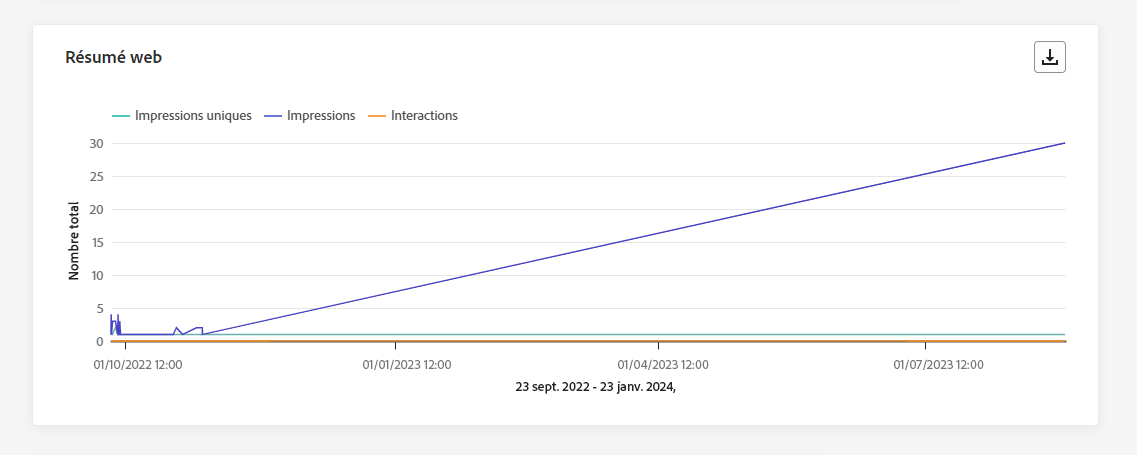 Résumé web
Impressions uniques Impressions Interactions
Nombre total
30
25
20
15
10
5
0
01/10/2022 12:00 01/01/2023 12:00 01/04/2023 12:00 01/07/2023 12:00
23 sept. 2022 - 23 janv. 2024,